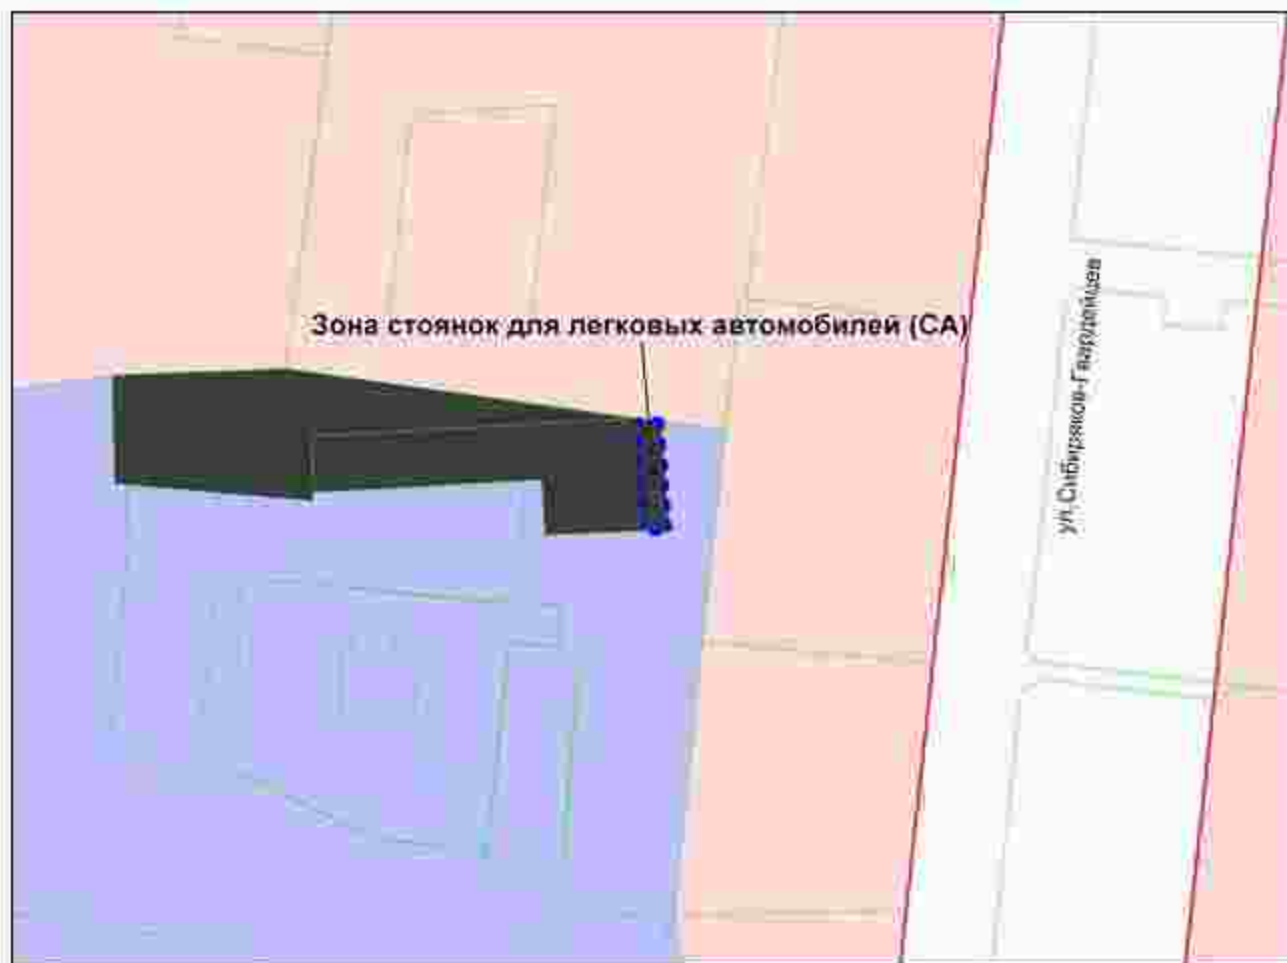 Зона стоянок для легковых автомобилей (СА)
ул.Сибиряков-Гвардейцев